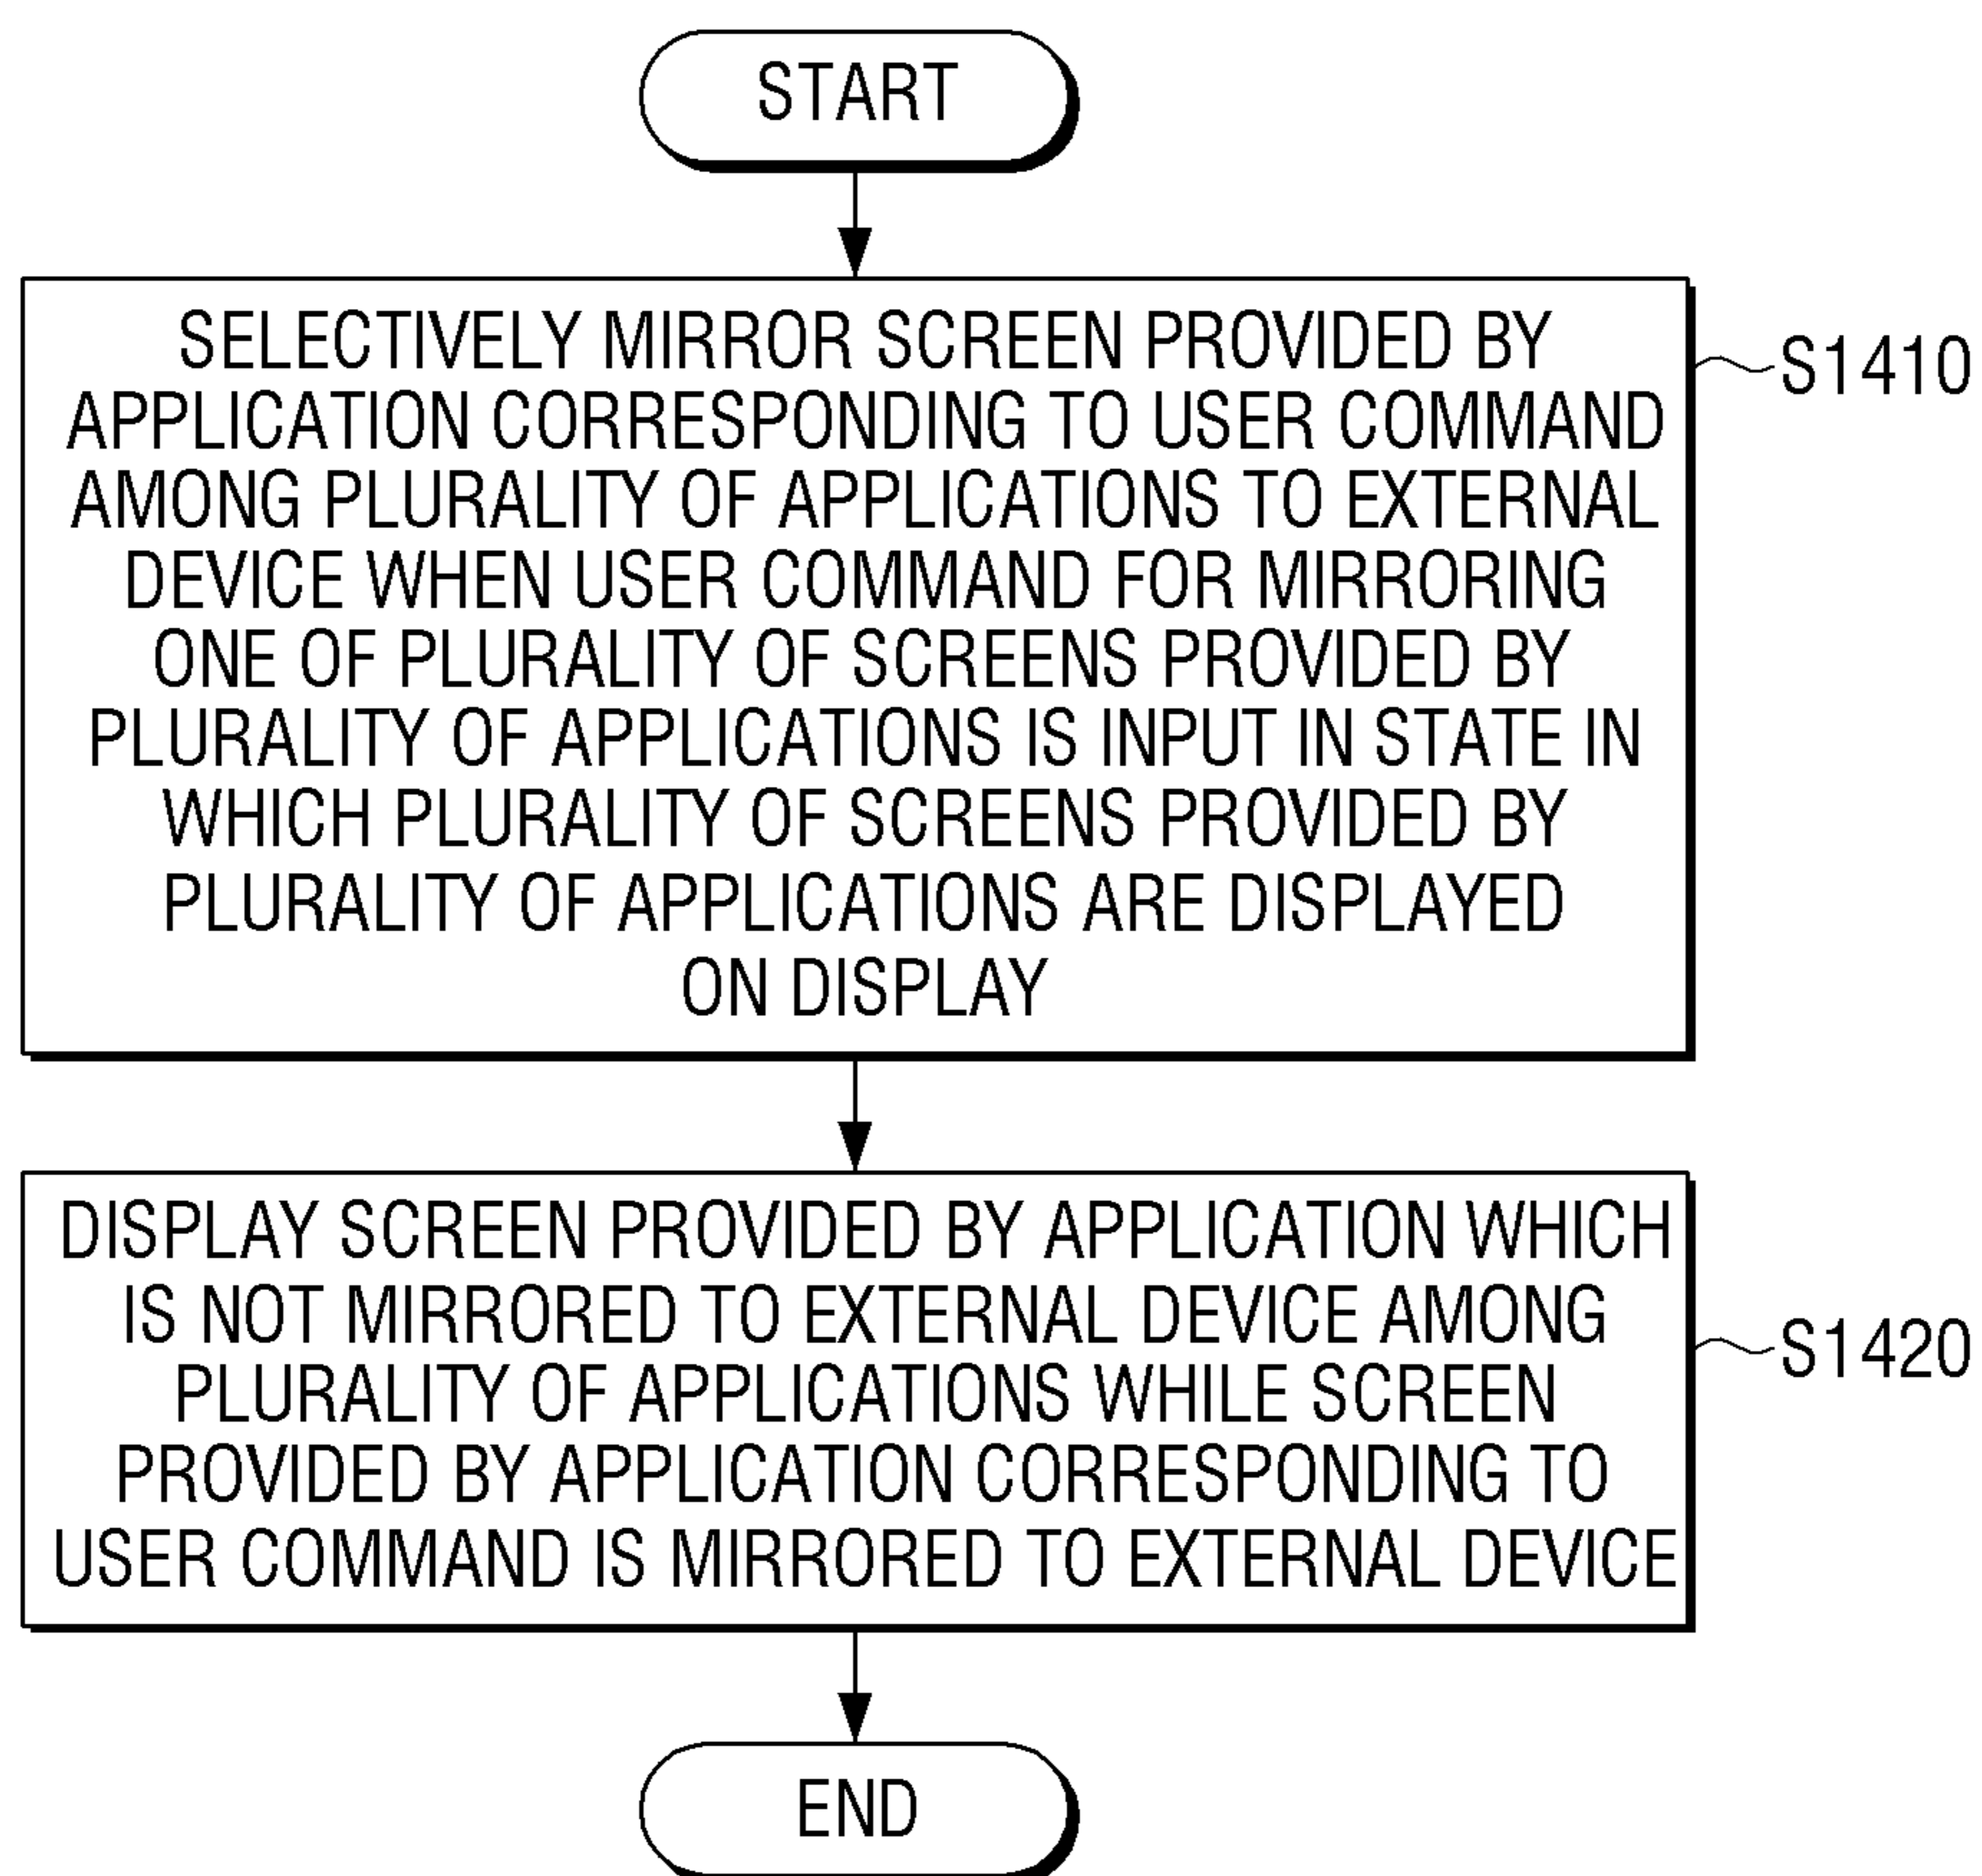 START
SELECTIVELY MIRROR SCREEN PROVIDED BY
APPLICATION CORRESPONDING TO USER COMMAND
AMONG PLURALITY OF APPLICATIONS TO EXTERNAL
DEVICE WHEN USER COMMAND FOR MIRRORING
ONE OF PLURALITY OF SCREENS PROVIDED BY
PLURALITY OF APPLICATIONS IS INPUT IN STATE IN
WHICH PLURALITY OF SCREENS PROVIDED BY
PLURALITY OF APPLICATIONS ARE DISPLAYED
ON DISPLAY
S1410
DISPLAY SCREEN PROVIDED BY APPLICATION WHICH
IS NOT MIRRORED TO EXTERNAL DEVICE AMONG
PLURALITY OF APPLICATIONS WHILE SCREEN
PROVIDED BY APPLICATION CORRESPONDING TO
USER COMMAND IS MIRRORED TO EXTERNAL DEVICE
S1420
END